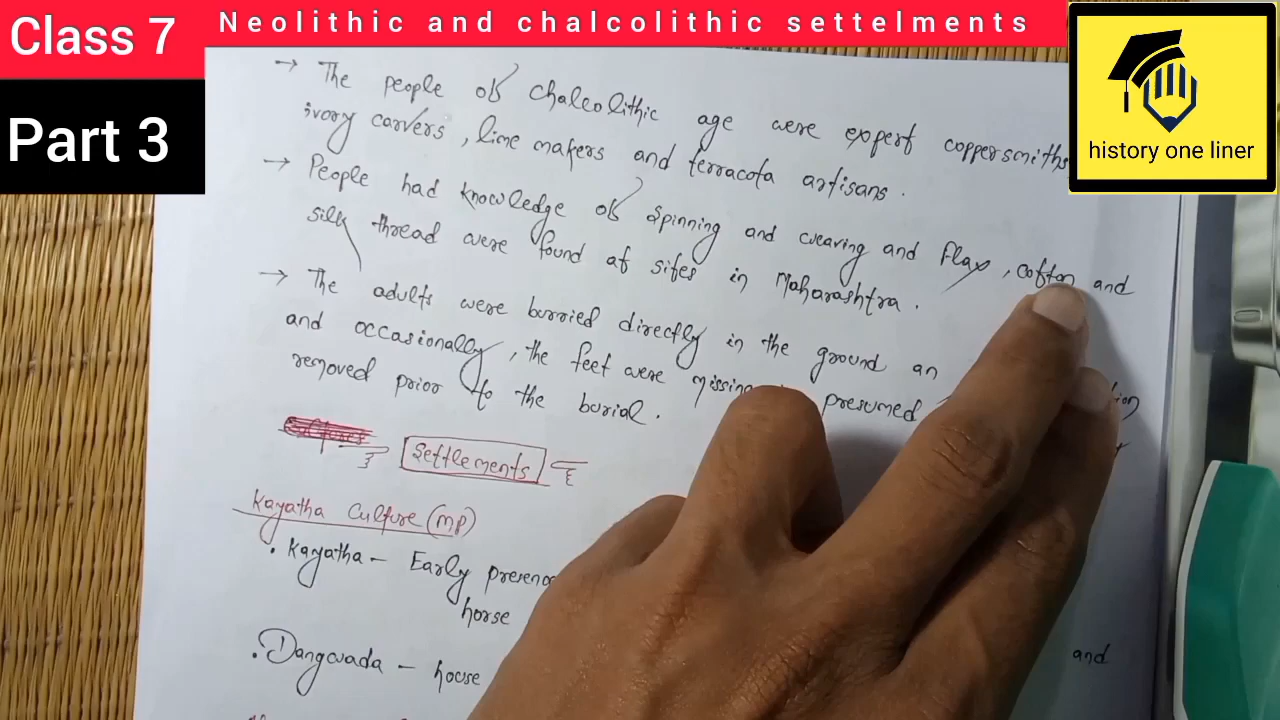 Class 7
Neolithic and chalcolithic settelments
Part 3
history one liner
→ The people of chalcolithic age were expert coppersmiths
ivory carvers, lime makers and terracota artisans.
→ People had knowledge of spinning and weaving and flax, cotton and
silk thread were found at sites in Maharashtra.
→ The adults were burried directly in the ground an
and occasionally, the feet were missing presumed
removed prior to the burial.
Settlements
Kayatha Culture (MP)
• Kayatha - Early presence
horse
• Dangwada - house
and